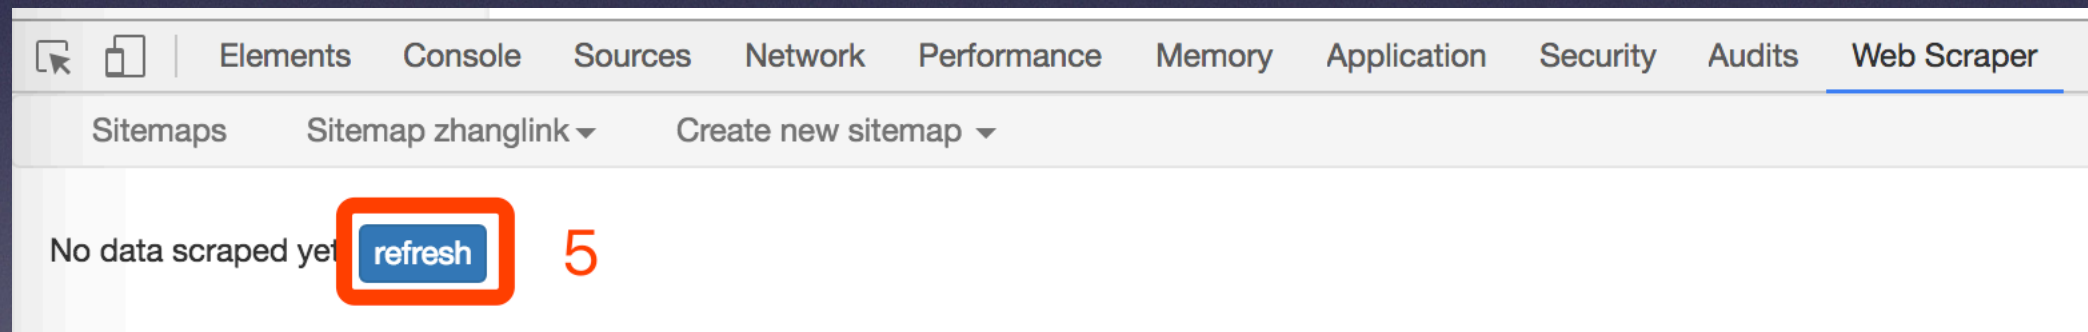 Elements Console Sources Network Performance Memory Application Security Audits Web Scraper
Sitemaps Sitemap zhanglink Create new sitemap
No data scraped yet refresh 5